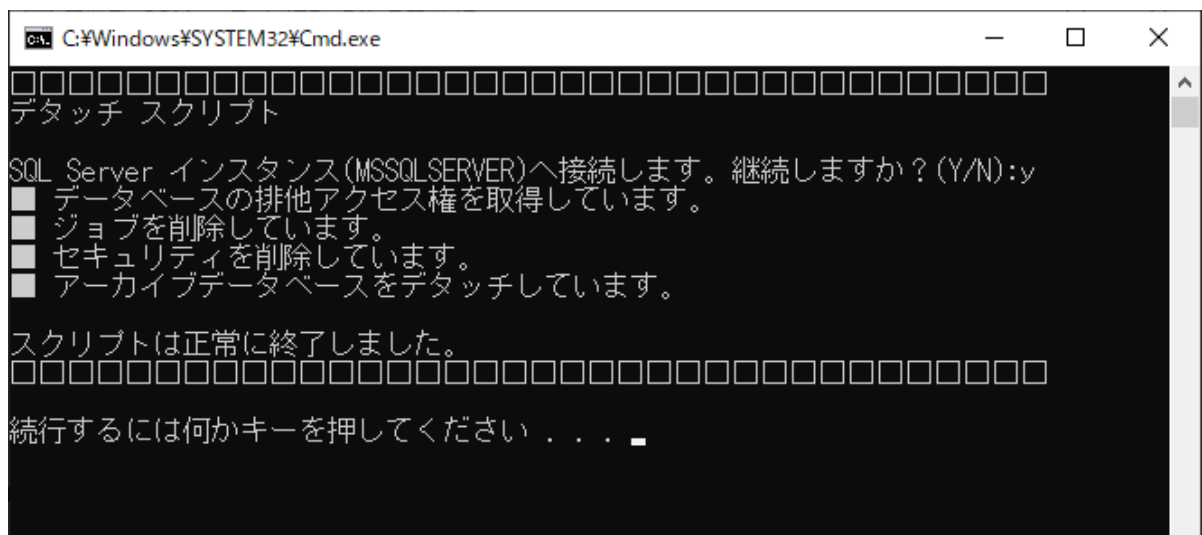 C:¥Windows¥SYSTEM32¥Cmd.exe
□□□□□□□□□□□□□□□□□□□□□□□□□□□□□□□□□□□□
デタッチ スクリプト
SQL Server インスタンス(MSSQLSERVER)へ接続します。継続しますか？(Y/N):y
■ データベースの排他アクセス権を取得しています。
■ ジョブを削除しています。
■ セキュリティを削除しています。
■ アーカイブデータベースをデタッチしています。
スクリプトは正常に終了しました。
□□□□□□□□□□□□□□□□□□□□□□□□□□□□□□□□□□□□
続行するには何かキーを押してください . . .